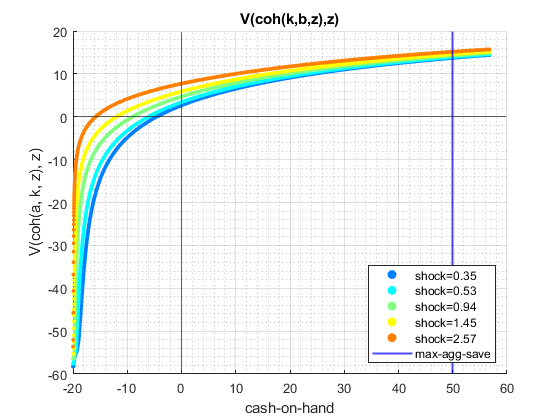 V(coh(k,b,z),z)
V(coh(a, k, z), z)
20
10
0
-10
-20
-30
-40
-50
-60
-20
-10
0
10
20
30
40
50
60
cash-on-hand
shock=0.35
shock=0.53
shock=0.94
shock=1.45
shock=2.57
max-agg-save